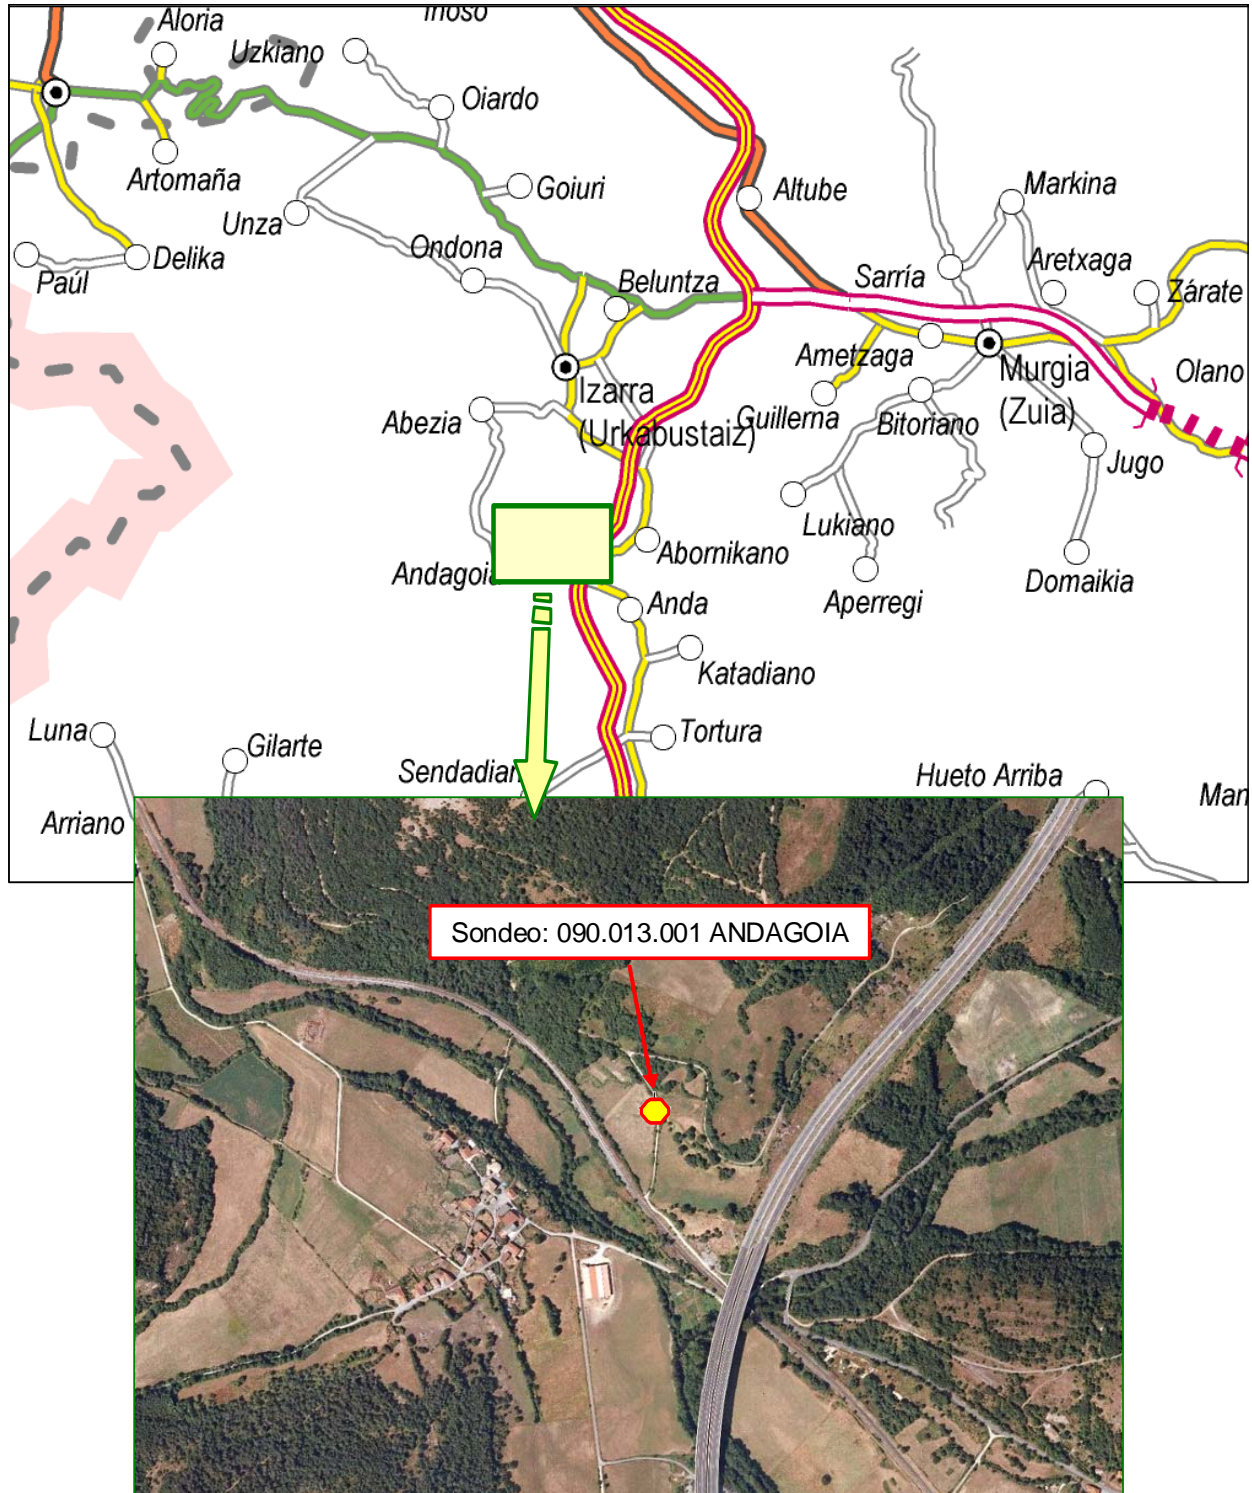 Aloria
Uzkiano
Oiardo
Artomaña
Goiuri
Unza
Altube
Markina
Ondona
Delika
Paúl
Beluntza
Sarría
Aretxaga
Zárate
Ametzaga
Murgia
(Zuia)
Olano
Izarra
(Urkabustaiz)
Abezia
Guillerna
Bitoriano
Jugo
Lukiano
Abornikano
Andagoia
Anda
Aperregi
Domaikia
Katadiano
Luna
Gilarte
Tortura
Sendadian
Hueto Arriba
Man
Arriano
Sondeo: 090.013.001 ANDAGOIA